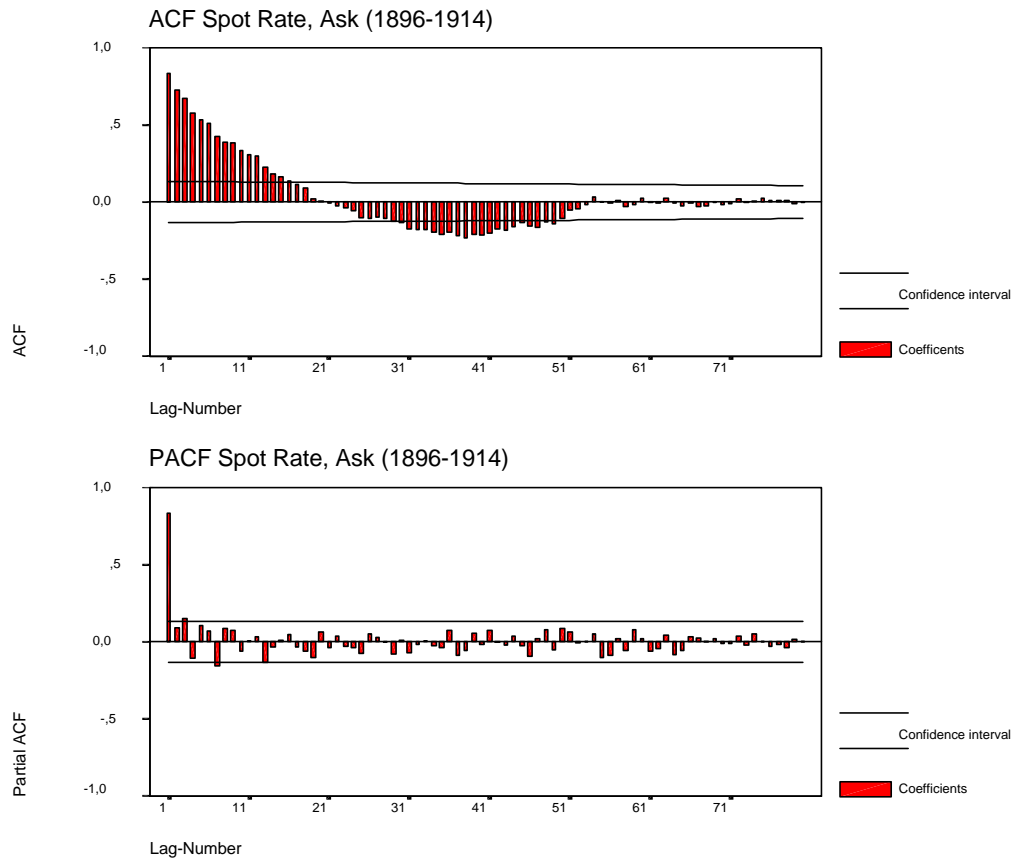 ACF Spot Rate, Ask (1896-1914)
1,0
,5
0,0
-,5
-1,0
ACF
1 11 21 31 41 51 61 71
Lag-Number
Confidence interval
Coefficents
PACF Spot Rate, Ask (1896-1914)
1,0
,5
0,0
-,5
-1,0
Partial ACF
1 11 21 31 41 51 61 71
Lag-Number
Confidence interval
Coefficients